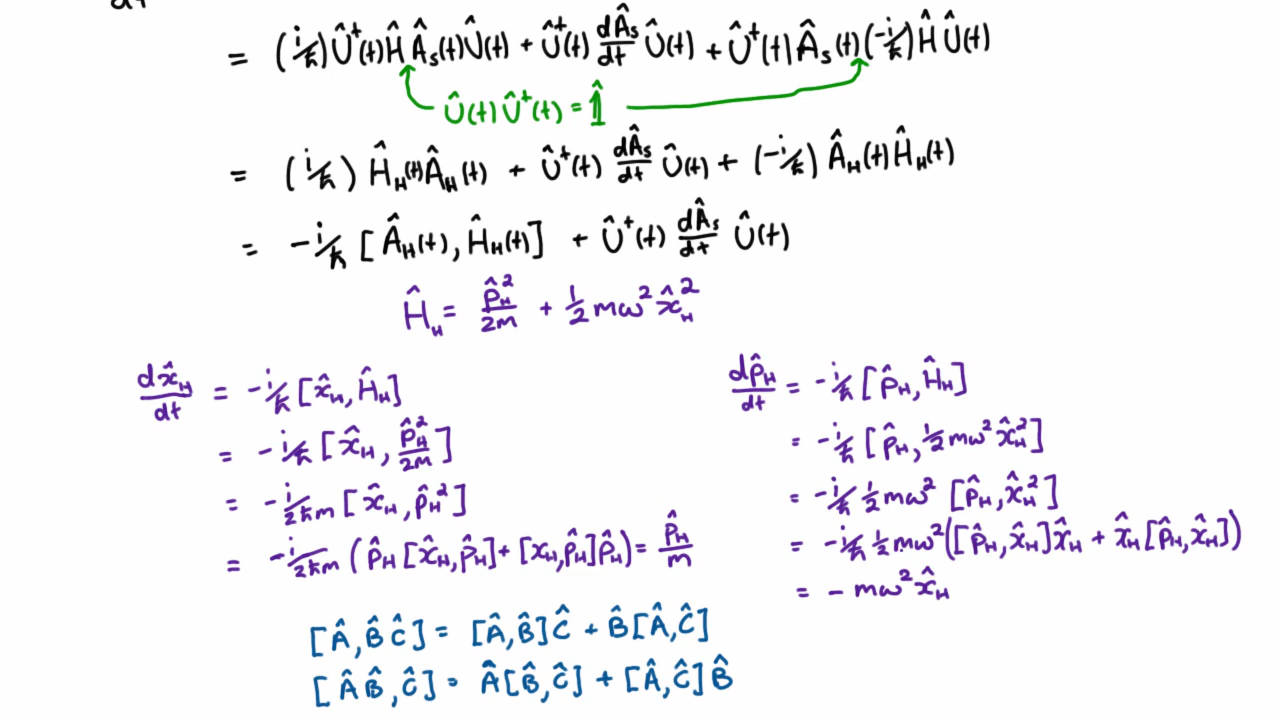 = (i/ħ)Û†(t)Ĥ Â_S(t)Û(t) + Û†(t) dÂ_S/dt Û(t) + Û†(t)Â_S(t)(-i/ħ)Ĥ Û(t)
Û(t)Û†(t) = 1̂
= (i/ħ) Ĥ_H(t)Â_H(t) + Û†(t) dÂ_S/dt Û(t) + (-i/ħ) Â_H(t)Ĥ_H(t)
= -i/ħ [Â_H(t), Ĥ_H(t)] + Û†(t) dÂ_S/dt Û(t)
Ĥ_H = p̂_H²/2m + 1/2 mω² x̂_H²
dx̂_H/dt = -i/ħ [x̂_H, Ĥ_H]
= -i/ħ [x̂_H, p̂_H²/2m]
= -i/2ħm [x̂_H, p̂_H²]
= -i/2ħm (p̂_H [x̂_H, p̂_H] + [x_H, p̂_H]p̂_H) = p̂_H/m
dp̂_H/dt = -i/ħ [p̂_H, Ĥ_H]
= -i/ħ [p̂_H, 1/2 mω² x̂_H²]
= -i/ħ 1/2 mω² [p̂_H, x̂_H²]
= -i/ħ 1/2 mω² ([p̂_H, x̂_H]x̂_H + x̂_H[p̂_H, x̂_H])
= -mω² x̂_H
[Â, B̂Ĉ] = [Â, B̂]Ĉ + B̂[Â, Ĉ]
[ÂB̂, Ĉ] = Â[B̂, Ĉ] + [Â, Ĉ]B̂